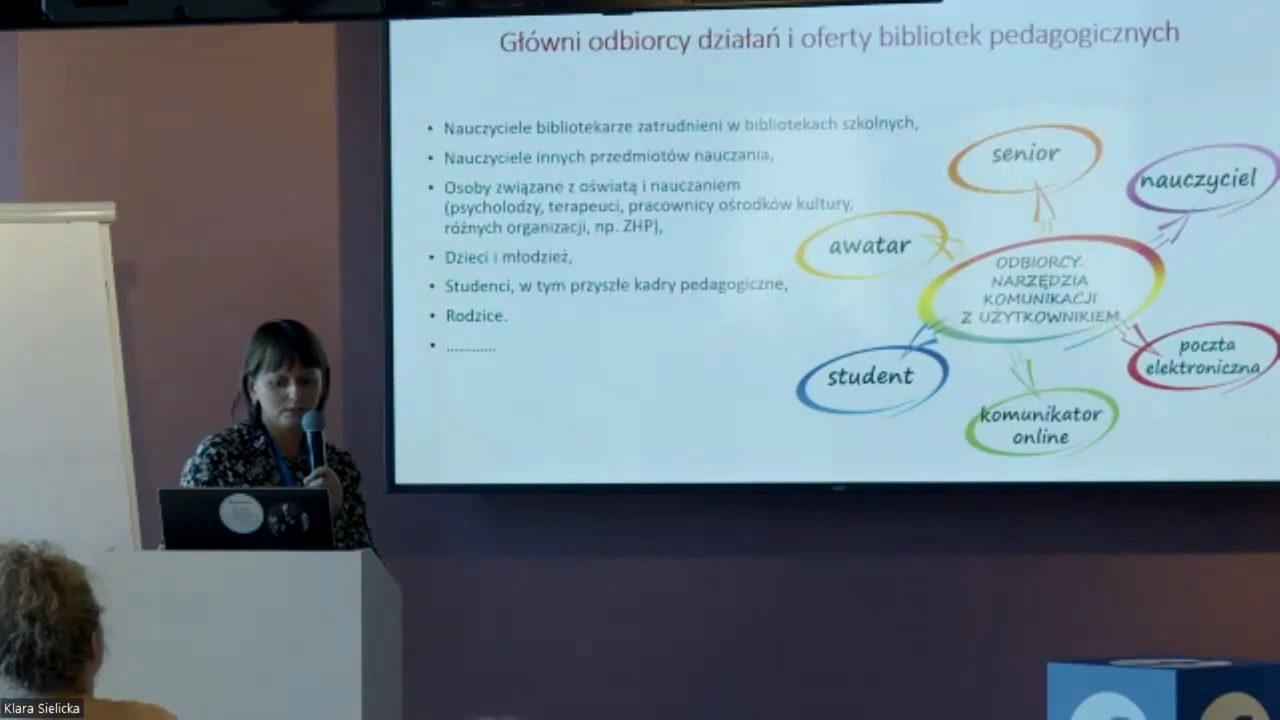 Główni odbiorcy działań i oferty bibliotek pedagogicznych
• Nauczyciele bibliotekarze zatrudnieni w bibliotekach szkolnych,
• Nauczyciele innych przedmiotów nauczania,
• Osoby związane z oświatą i nauczaniem
(psycholodzy, terapeuci, pracownicy ośrodków kultury,
różnych organizacji, np. ZHP),
• Dzieci i młodzież,
• Studenci, w tym przyszłe kadry pedagogiczne,
• Rodzice.
• ............
senior
nauczyciel
awatar
ODBIORCY.
NARZĘDZIA
KOMUNIKACJI
Z UŻYTKOWNIKIEM
poczta
elektroniczna
student
komunikator
online
Klara Sielicka